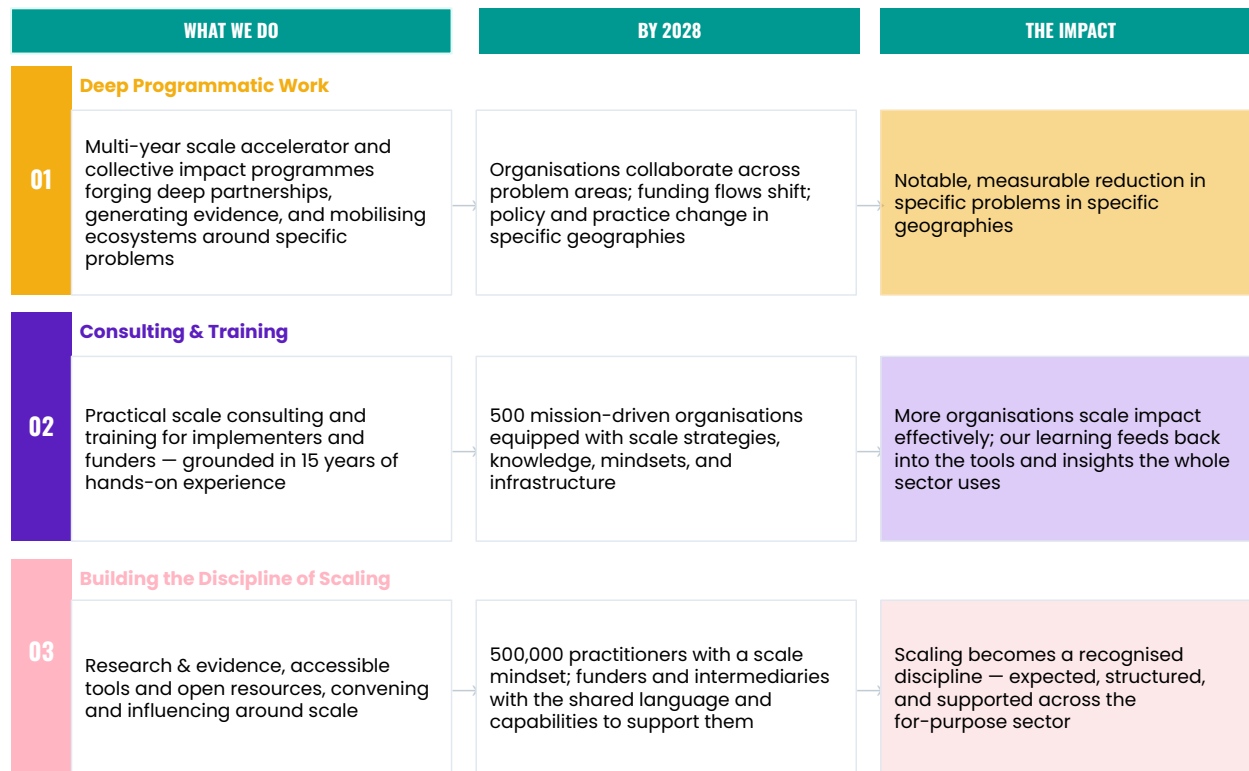 WHAT WE DO
BY 2028
THE IMPACT
Deep Programmatic Work
01
Multi-year scale accelerator and
collective impact programmes
forging deep partnerships,
generating evidence, and mobilising
ecosystems around specific
problems
Organisations collaborate across
problem areas; funding flows shift;
policy and practice change in
specific geographies
Notable, measurable reduction in
specific problems in specific
geographies
Consulting & Training
02
Practical scale consulting and
training for implementers and
funders — grounded in 15 years of
hands-on experience
500 mission-driven organisations
equipped with scale strategies,
knowledge, mindsets, and
infrastructure
More organisations scale impact
effectively; our learning feeds back
into the tools and insights the whole
sector uses
Building the Discipline of Scaling
03
Research & evidence, accessible
tools and open resources, convening
and influencing around scale
500,000 practitioners with a scale
mindset; funders and intermediaries
with the shared language and
capabilities to support them
Scaling becomes a recognised
discipline — expected, structured,
and supported across the
for-purpose sector